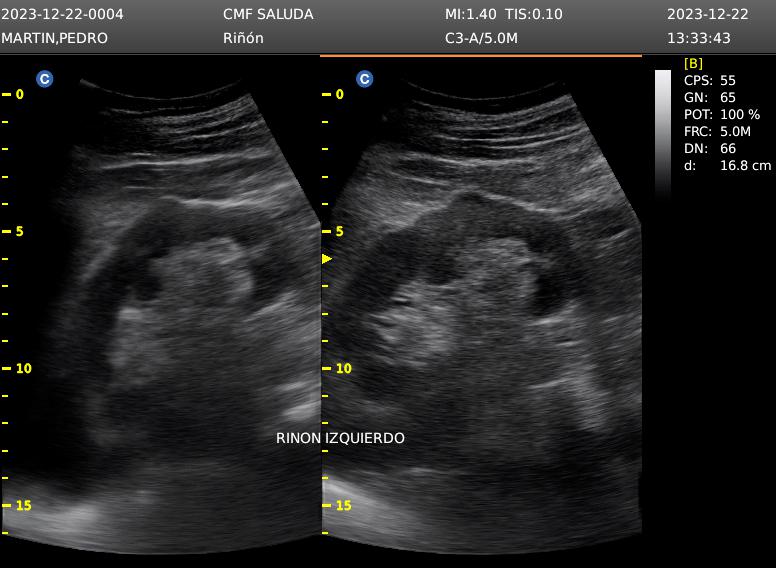 2023-12-22-0004 CMF SALUDA MI:1.40 TIS:0.10 2023-12-22
MARTIN,PEDRO Riñón C3-A/5.0M 13:33:43
[B]
CPS: 55
GN: 65
POT: 100 %
FRC: 5.0M
DN: 66
d: 16.8 cm
C C
0 0
5 5
10 10
RINON IZQUIERDO
15 15